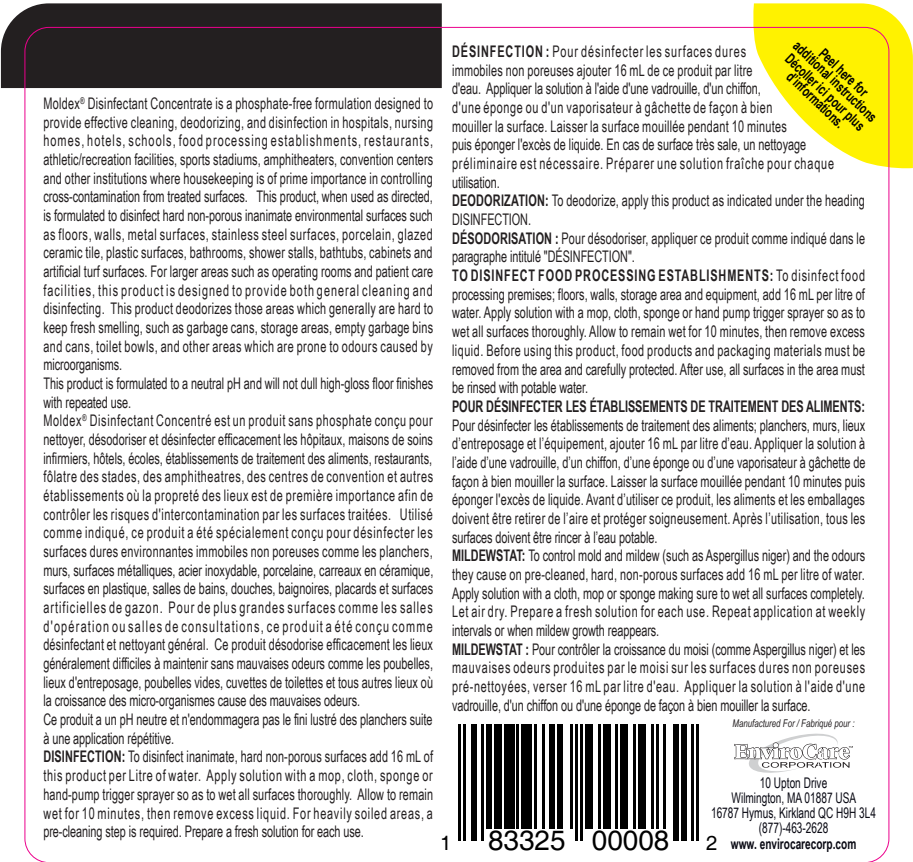 Moldex® Disinfectant Concentrate is a phosphate-free formulation designed to
provide effective cleaning, deodorizing, and disinfection in hospitals, nursing
homes, hotels, schools, food processing establishments, restaurants,
athletic/recreation facilities, sports stadiums, amphitheaters, convention centers
and other institutions where housekeeping is of prime importance in controlling
cross-contamination from treated surfaces. This product, when used as directed,
is formulated to disinfect hard non-porous inanimate environmental surfaces such
as floors, walls, metal surfaces, stainless steel surfaces, porcelain, glazed
ceramic tile, plastic surfaces, bathrooms, shower stalls, bathtubs, cabinets and
artificial turf surfaces. For larger areas such as operating rooms and patient care
facilities, this product is designed to provide both general cleaning and
disinfecting. This product deodorizes those areas which generally are hard to
keep fresh smelling, such as garbage cans, storage areas, empty garbage bins
and cans, toilet bowls, and other areas which are prone to odours caused by
microorganisms.
This product is formulated to a neutral pH and will not dull high-gloss floor finishes
with repeated use.
Moldex® Disinfectant Concentré est un produit sans phosphate conçu pour
nettoyer, désodoriser et désinfecter efficacement les hôpitaux, maisons de soins
infirmiers, hôtels, écoles, établissements de traitement des aliments, restaurants,
fôlatre des stades, des amphitheatres, des centres de convention et autres
établissements où la propreté des lieux est de première importance afin de
contrôler les risques d'intercontamination par les surfaces traitées. Utilisé
comme indiqué, ce produit a été spécialement conçu pour désinfecter les
surfaces dures environnantes immobiles non poreuses comme les planchers,
murs, surfaces métalliques, acier inoxydable, porcelaine, carreaux en céramique,
surfaces en plastique, salles de bains, douches, baignoires, placards et surfaces
artificielles de gazon. Pour de plus grandes surfaces comme les salles
d'opération ou salles de consultations, ce produit a été conçu comme
désinfectant et nettoyant général. Ce produit désodorise efficacement les lieux
généralement difficiles à maintenir sans mauvaises odeurs comme les poubelles,
lieux d'entreposage, poubelles vides, cuvettes de toilettes et tous autres lieux où
la croissance des micro-organismes cause des mauvaises odeurs.
Ce produit a un pH neutre et n'endommagera pas le fini lustré des planchers suite
à une application répétitive.
DISINFECTION: To disinfect inanimate, hard non-porous surfaces add 16 mL of
this product per Litre of water. Apply solution with a mop, cloth, sponge or
hand-pump trigger sprayer so as to wet all surfaces thoroughly. Allow to remain
wet for 10 minutes, then remove excess liquid. For heavily soiled areas, a
pre-cleaning step is required. Prepare a fresh solution for each use.
DÉSINFECTION : Pour désinfecter les surfaces dures
immobiles non poreuses ajouter 16 mL de ce produit par litre
d'eau. Appliquer la solution à l'aide d'une vadrouille, d'un chiffon,
d'une éponge ou d'un vaporisateur à gâchette de façon à bien
mouiller la surface. Laisser la surface mouillée pendant 10 minutes
puis éponger l'excès de liquide. En cas de surface très sale, un nettoyage
préliminaire est nécessaire. Préparer une solution fraîche pour chaque
utilisation.
DEODORIZATION: To deodorize, apply this product as indicated under the heading
DISINFECTION.
DÉSODORISATION : Pour désodoriser, appliquer ce produit comme indiqué dans le
paragraphe intitulé "DÉSINFECTION".
TO DISINFECT FOOD PROCESSING ESTABLISHMENTS: To disinfect food
processing premises; floors, walls, storage area and equipment, add 16 mL per litre of
water. Apply solution with a mop, cloth, sponge or hand pump trigger sprayer so as to
wet all surfaces thoroughly. Allow to remain wet for 10 minutes, then remove excess
liquid. Before using this product, food products and packaging materials must be
removed from the area and carefully protected. After use, all surfaces in the area must
be rinsed with potable water.
POUR DÉSINFECTER LES ÉTABLISSEMENTS DE TRAITEMENT DES ALIMENTS:
Pour désinfecter les établissements de traitement des aliments; planchers, murs, lieux
d'entreposage et l'équipement, ajouter 16 mL par litre d'eau. Appliquer la solution à
l'aide d'une vadrouille, d'un chiffon, d'une éponge ou d'une vaporisateur à gâchette de
façon à bien mouiller la surface. Laisser la surface mouillée pendant 10 minutes puis
éponger l'excès de liquide. Avant d'utiliser ce produit, les aliments et les emballages
doivent être retirer de l'aire et protéger soigneusement. Après l'utilisation, tous les
surfaces doivent être rincer à l'eau potable.
MILDEWSTAT: To control mold and mildew (such as Aspergillus niger) and the odours
they cause on pre-cleaned, hard, non-porous surfaces add 16 mL per litre of water.
Apply solution with a cloth, mop or sponge making sure to wet all surfaces completely.
Let air dry. Prepare a fresh solution for each use. Repeat application at weekly
intervals or when mildew growth reappears.
MILDEWSTAT : Pour contrôler la croissance du moisi (comme Aspergillus niger) et les
mauvaises odeurs produites par le moisi sur les surfaces dures non poreuses
pré-nettoyées, verser 16 mL par litre d'eau. Appliquer la solution à l'aide d'une
vadrouille, d'un chiffon ou d'une éponge de façon à bien mouiller la surface.
Peel here for
additional instructions
Décoller ici pour plus
d'informations.
1 83325 00008 2
Manufactured For / Fabriqué pour :
EnviroCare™
CORPORATION
10 Upton Drive
Wilmington, MA 01887 USA
16787 Hymus, Kirkland QC H9H 3L4
(877)-463-2628
www. envirocarecorp.com